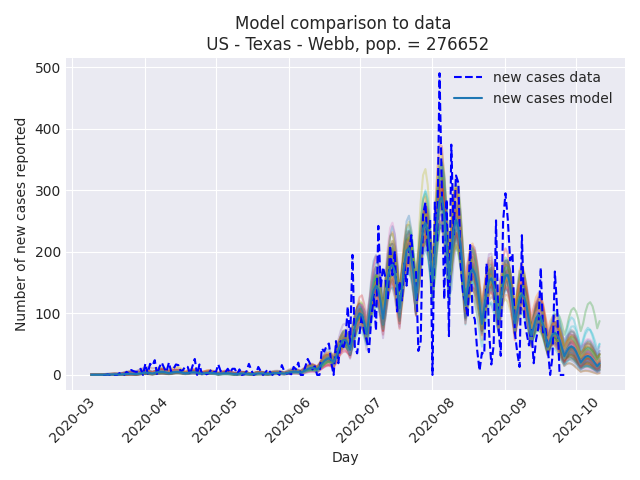 Model comparison to data
US - Texas - Webb, pop. = 276652
new cases data
new cases model
Number of new cases reported
500
400
300
200
100
0
2020-03
2020-04
2020-05
2020-06
2020-07
2020-08
2020-09
2020-10
Day